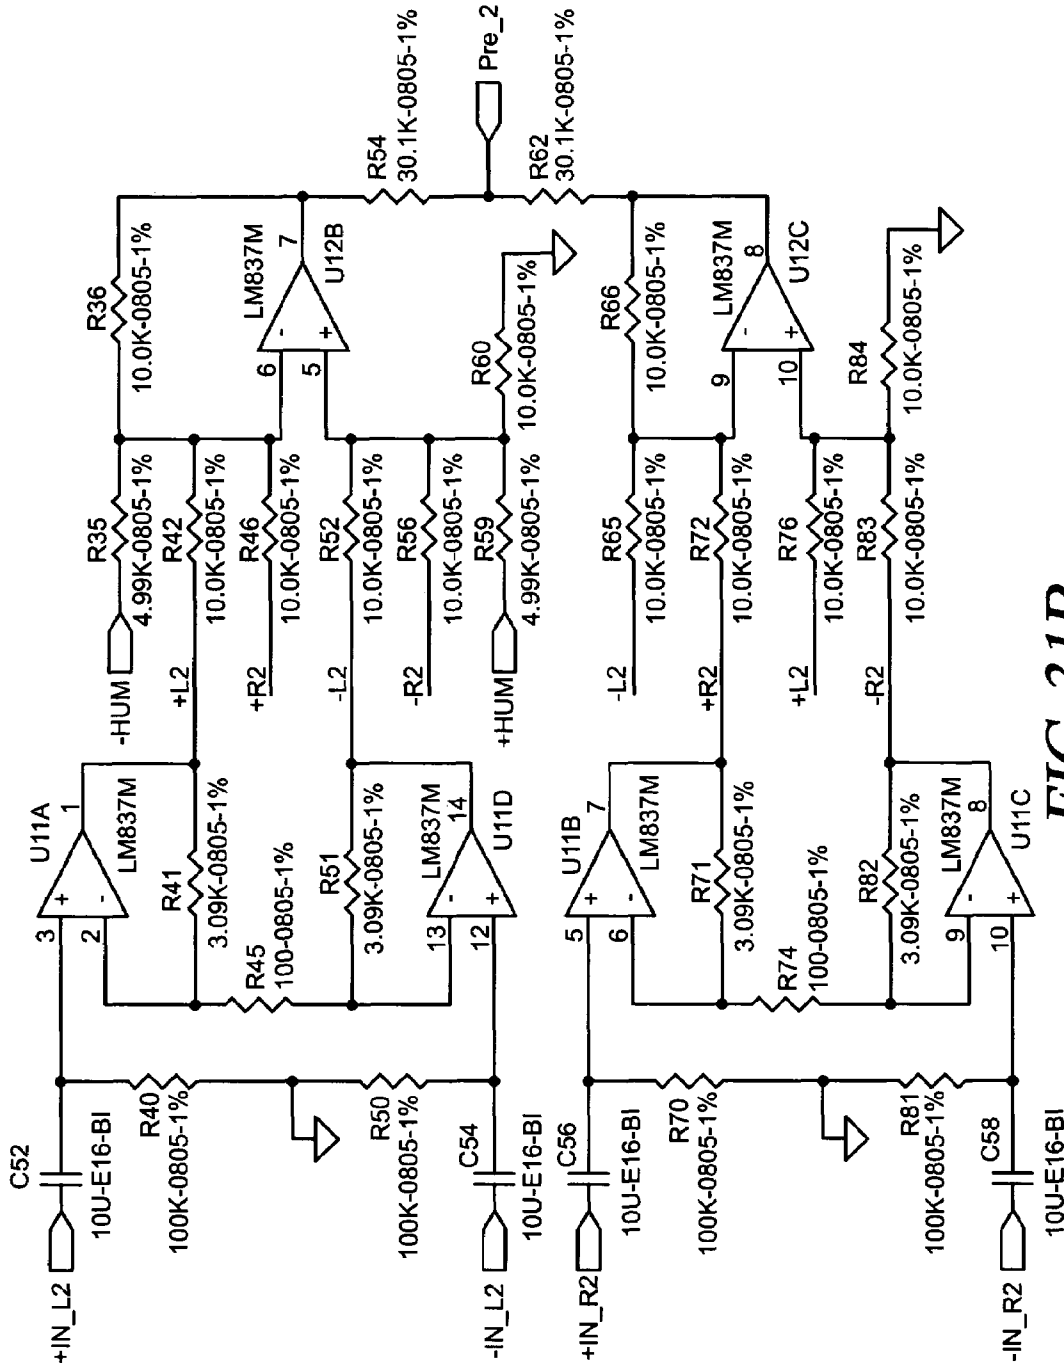 +IN_L2
C52
10U-E16-BI
R40
100K-0805-1%
R50
100K-0805-1%
-IN_L2
C54
10U-E16-BI
3
2
U11A
1
LM837M
R41
3.09K-0805-1%
R45
100-0805-1%
R51
3.09K-0805-1%
13
12
LM837M
14
U11D
+
-
-
+
-HUM
R35
4.99K-0805-1%
+L2
R42
10.0K-0805-1%
+R2
R46
10.0K-0805-1%
-L2
R52
10.0K-0805-1%
-R2
R56
10.0K-0805-1%
+HUM
R59
4.99K-0805-1%
R36
10.0K-0805-1%
6
5
-
+
LM837M
7
U12B
R60
10.0K-0805-1%
R54
30.1K-0805-1%
Pre_2
R62
30.1K-0805-1%
+IN_R2
C56
10U-E16-BI
R70
100K-0805-1%
R81
100K-0805-1%
-IN_R2
C58
10U-E16-BI
5
6
U11B
7
LM837M
+
-
R71
3.09K-0805-1%
R74
100-0805-1%
R82
3.09K-0805-1%
9
10
-
+
LM837M
8
U11C
-L2
R65
10.0K-0805-1%
+R2
R72
10.0K-0805-1%
+L2
R76
10.0K-0805-1%
-R2
R83
10.0K-0805-1%
R66
10.0K-0805-1%
9
10
-
+
LM837M
8
U12C
R84
10.0K-0805-1%